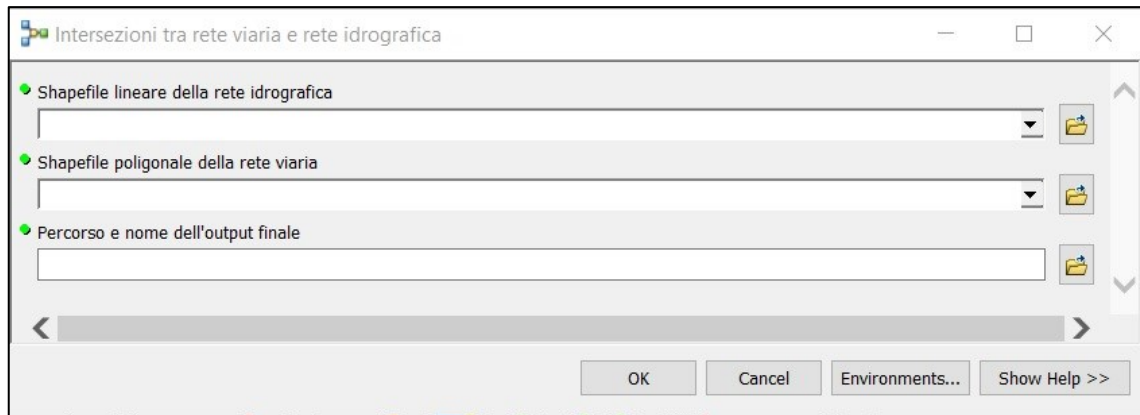 Intersezioni tra rete viaria e rete idrografica
Shapefile lineare della rete idrografica
Shapefile poligonale della rete viaria
Percorso e nome dell'output finale
OK Cancel Environments... Show Help >>